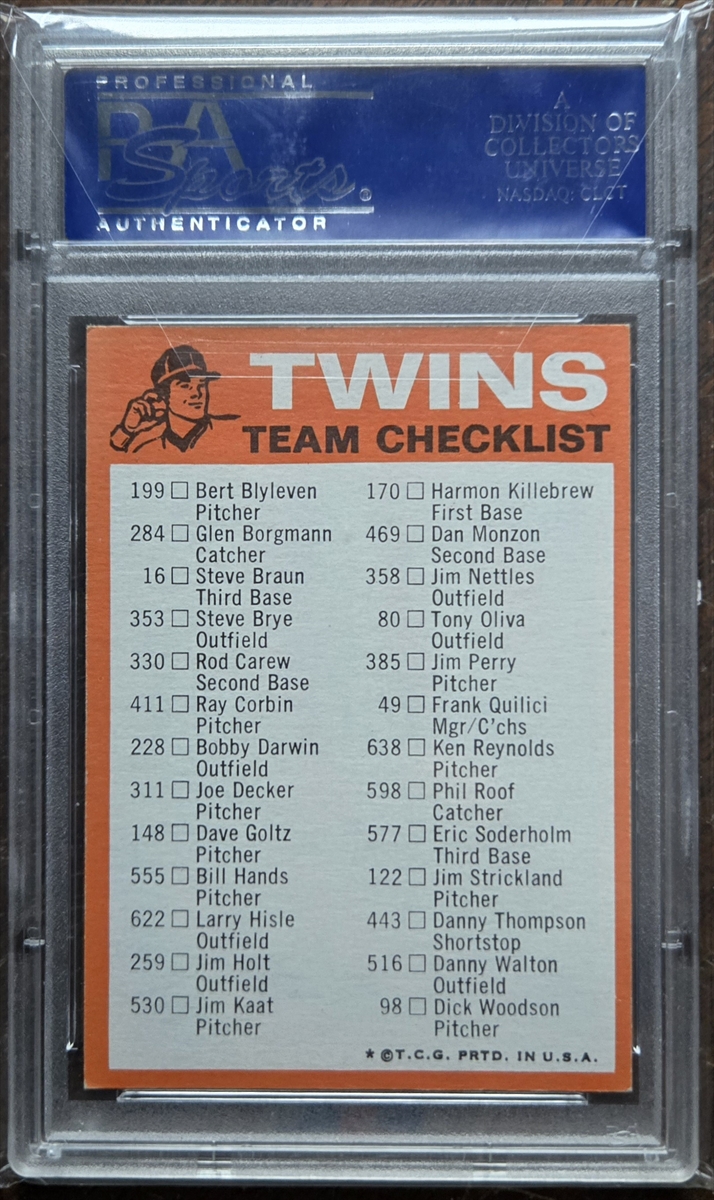 PROFESSIONAL
PSA
Sports®
AUTHENTICATOR
A
DIVISION OF
COLLECTORS
UNIVERSE
NASDAQ: CLCT
TWINS
TEAM CHECKLIST
199 □ Bert Blyleven
Pitcher
284 □ Glen Borgmann
Catcher
16 □ Steve Braun
Third Base
353 □ Steve Brye
Outfield
330 □ Rod Carew
Second Base
411 □ Ray Corbin
Pitcher
228 □ Bobby Darwin
Outfield
311 □ Joe Decker
Pitcher
148 □ Dave Goltz
Pitcher
555 □ Bill Hands
Pitcher
622 □ Larry Hisle
Outfield
259 □ Jim Holt
Outfield
530 □ Jim Kaat
Pitcher
170 □ Harmon Killebrew
First Base
469 □ Dan Monzon
Second Base
358 □ Jim Nettles
Outfield
80 □ Tony Oliva
Outfield
385 □ Jim Perry
Pitcher
49 □ Frank Quilici
Mgr/C'chs
638 □ Ken Reynolds
Pitcher
598 □ Phil Roof
Catcher
577 □ Eric Soderholm
Third Base
122 □ Jim Strickland
Pitcher
443 □ Danny Thompson
Shortstop
516 □ Danny Walton
Outfield
98 □ Dick Woodson
Pitcher
* ©T.C.G. PRTD. IN U.S.A.